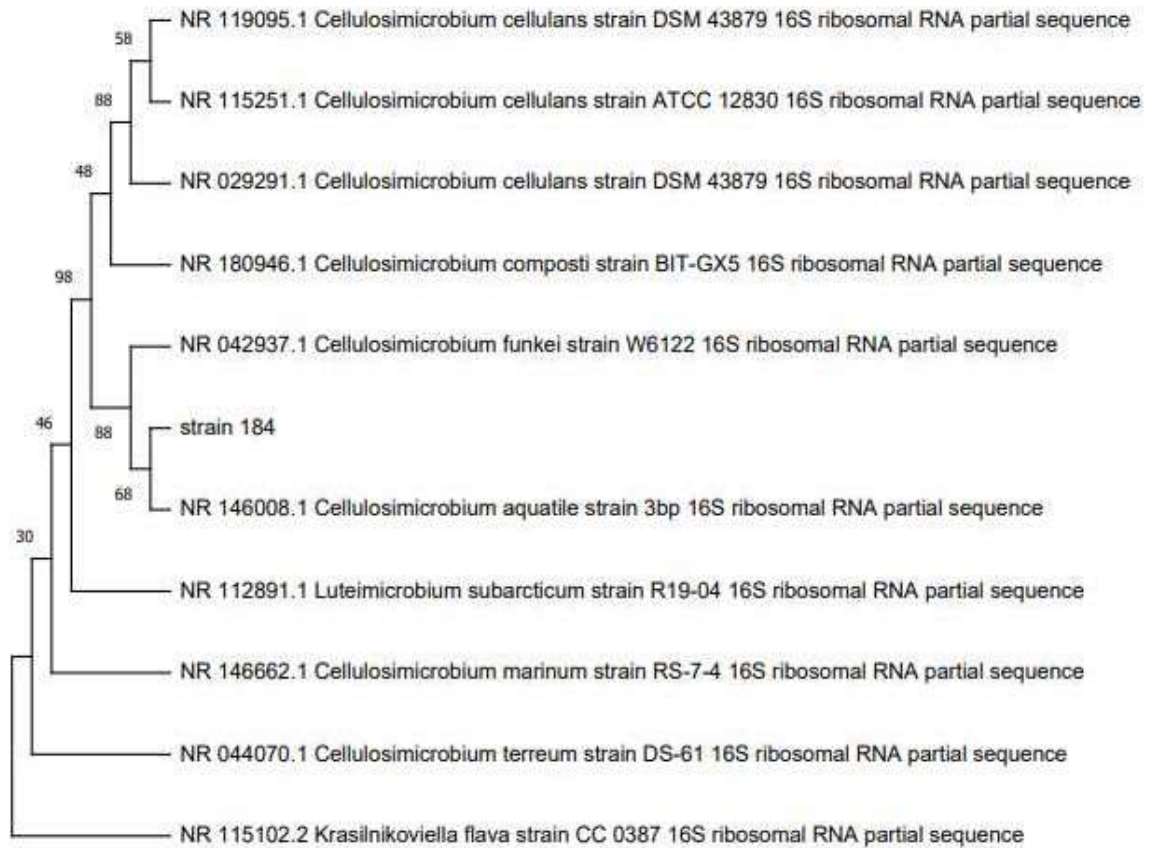 58
NR 119095.1 Cellulosimicrobium cellulans strain DSM 43879 16S ribosomal RNA partial sequence
88
NR 115251.1 Cellulosimicrobium cellulans strain ATCC 12830 16S ribosomal RNA partial sequence
48
NR 029291.1 Cellulosimicrobium cellulans strain DSM 43879 16S ribosomal RNA partial sequence
98
NR 180946.1 Cellulosimicrobium composti strain BIT-GX5 16S ribosomal RNA partial sequence
NR 042937.1 Cellulosimicrobium funkei strain W6122 16S ribosomal RNA partial sequence
46
88
strain 184
68
NR 146008.1 Cellulosimicrobium aquatile strain 3bp 16S ribosomal RNA partial sequence
30
NR 112891.1 Luteimicrobium subarcticum strain R19-04 16S ribosomal RNA partial sequence
NR 146662.1 Cellulosimicrobium marinum strain RS-7-4 16S ribosomal RNA partial sequence
NR 044070.1 Cellulosimicrobium terreum strain DS-61 16S ribosomal RNA partial sequence
NR 115102.2 Krasilnikoviella flava strain CC 0387 16S ribosomal RNA partial sequence